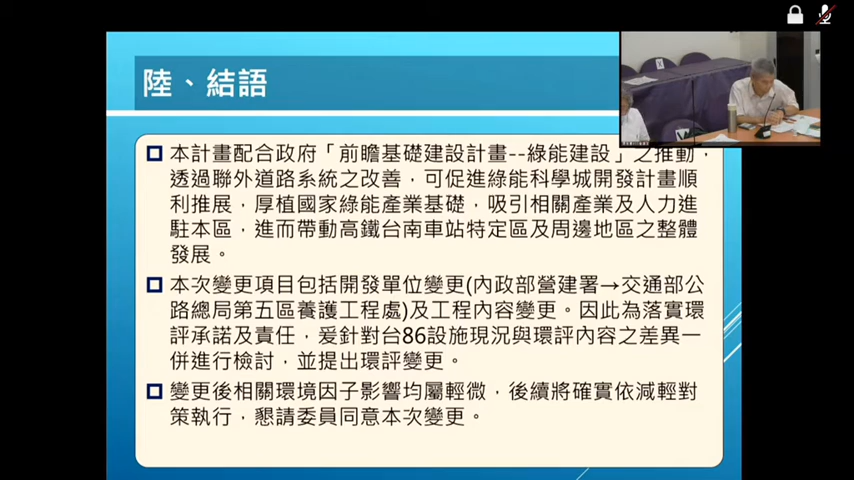 陸、結語
本計畫配合政府「前瞻基礎建設計畫--綠能建設」之推動，
透過聯外道路系統之改善，可促進綠能科學城開發計畫順
利推展，厚植國家綠能產業基礎，吸引相關產業及人力進
駐本區，進而帶動高鐵台南車站特定區及周邊地區之整體
發展。
本次變更項目包括開發單位變更(內政部營建署→交通部公
路總局第五區養護工程處)及工程內容變更。因此為落實環
評承諾及責任，爰針對台86設施現況與環評內容之差異一
併進行檢討，並提出環評變更。
變更後相關環境因子影響均屬輕微，後續將確實依減輕對
策執行，懇請委員同意本次變更。